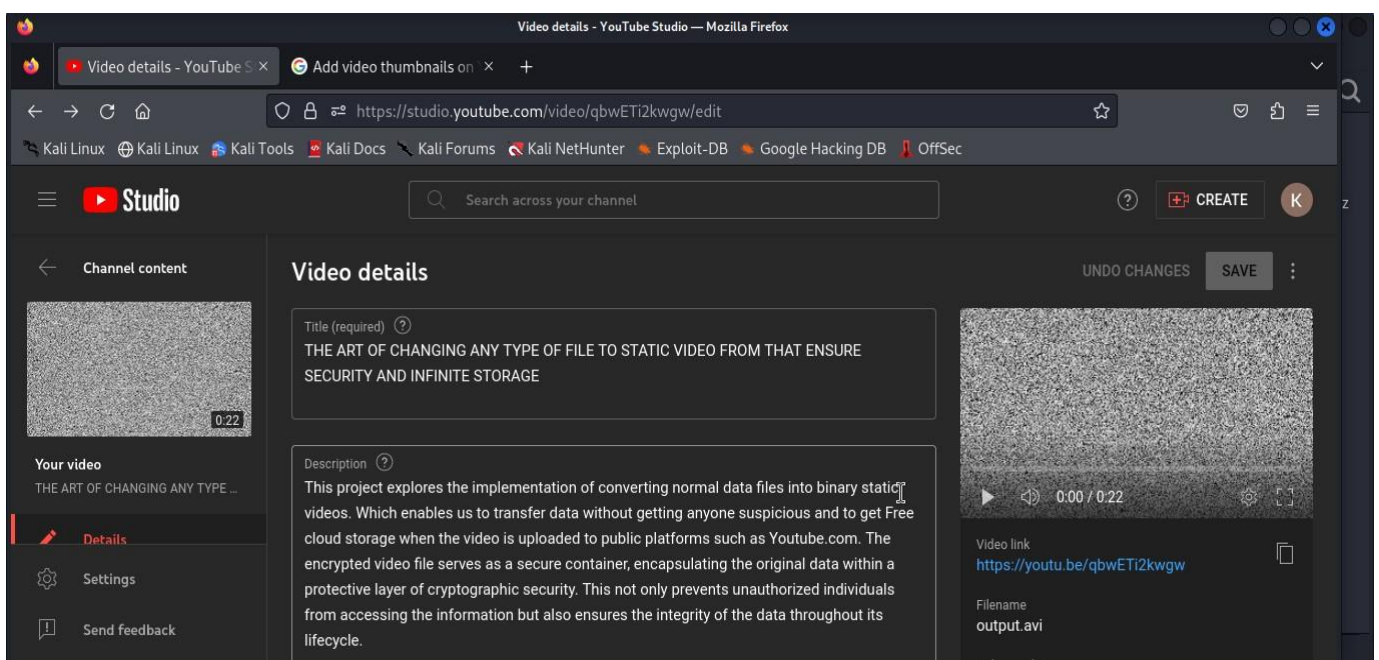 Video details - YouTube Studio — Mozilla Firefox
Video details - YouTube S
Add video thumbnails on
https://studio.youtube.com/video/qbwETi2kwgw/edit
Kali Linux Kali Linux Kali Tools Kali Docs Kali Forums Kali NetHunter Exploit-DB Google Hacking DB OffSec
Studio
Search across your channel
CREATE
K
z
Channel content
Video details
UNDO CHANGES SAVE
Title (required)
THE ART OF CHANGING ANY TYPE OF FILE TO STATIC VIDEO FROM THAT ENSURE
SECURITY AND INFINITE STORAGE
0:22
Your video
THE ART OF CHANGING ANY TYPE ...
Details
Settings
Send feedback
Description
This project explores the implementation of converting normal data files into binary static
videos. Which enables us to transfer data without getting anyone suspicious and to get Free
cloud storage when the video is uploaded to public platforms such as Youtube.com. The
encrypted video file serves as a secure container, encapsulating the original data within a
protective layer of cryptographic security. This not only prevents unauthorized individuals
from accessing the information but also ensures the integrity of the data throughout its
lifecycle.
0:00 / 0:22
Video link
https://youtu.be/qbwETi2kwgw
Filename
output.avi